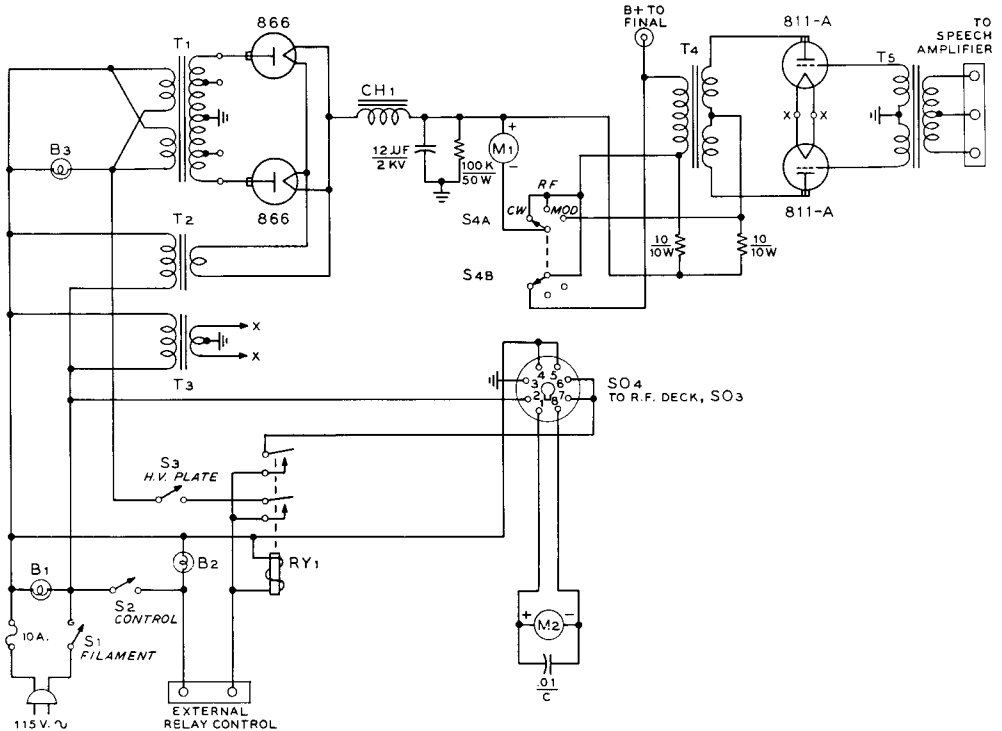 866
T1
B+ TO
FINAL
T4
811-A
TO
SPEECH
AMPLIFIER
T5
CH1
B3
12 µF
2 KV
100 K
50 W
+
M1
-
RF
CW
MOD
S4A
X
X
866
811-A
T2
10
10W
10
10W
S4B
X
X
T3
4 5
3 6
2 7
1 8
SO4
TO R.F. DECK, SO3
S3
H.V. PLATE
B1
B2
RY1
S2
CONTROL
10A.
S1
FILAMENT
+ M2 -
.01
C
115 V. ~
EXTERNAL
RELAY CONTROL